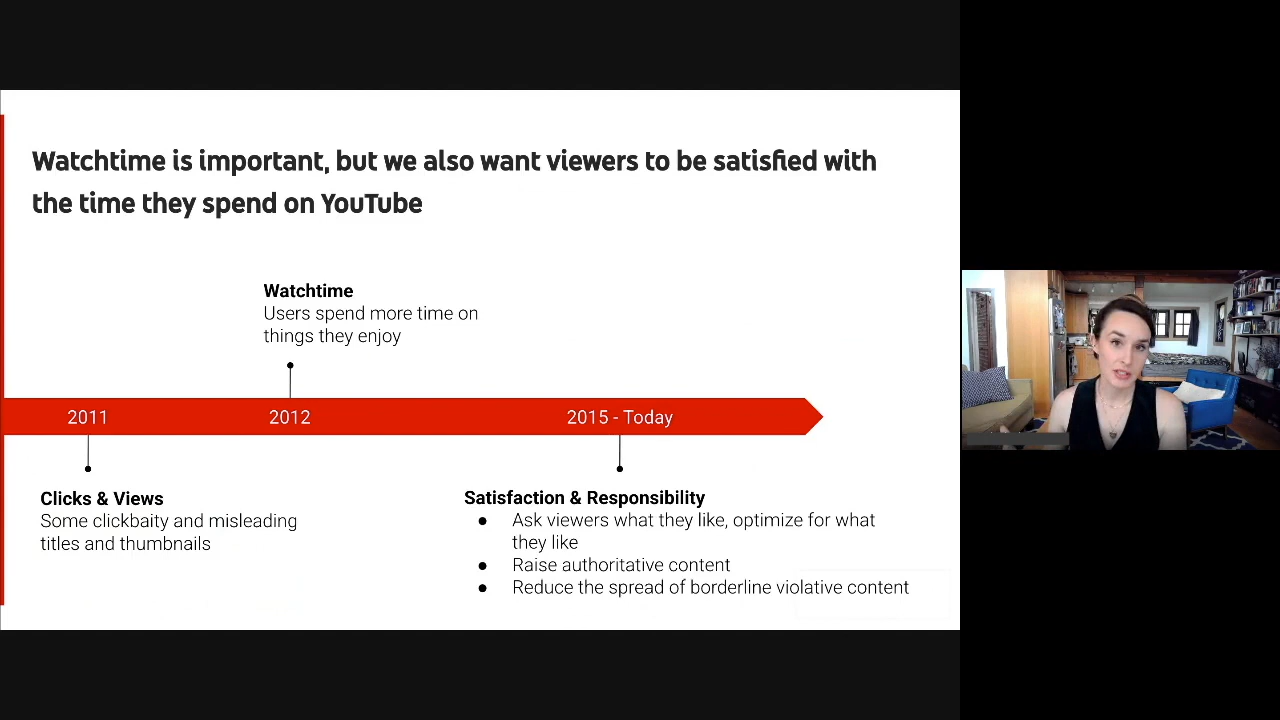 Watchtime is important, but we also want viewers to be satisfied with
the time they spend on YouTube
Watchtime
Users spend more time on
things they enjoy
2011
2012
2015 - Today
Clicks & Views
Some clickbaity and misleading
titles and thumbnails
Satisfaction & Responsibility
● Ask viewers what they like, optimize for what
they like
● Raise authoritative content
● Reduce the spread of borderline violative content